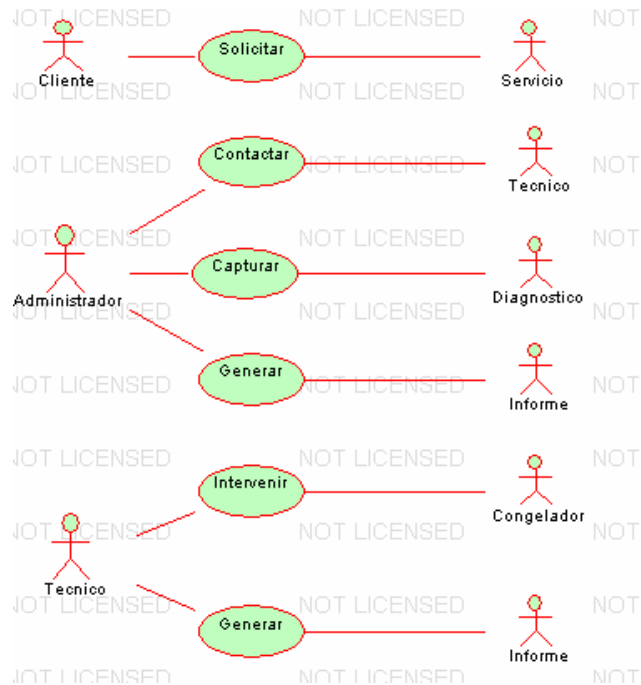 NOT LICENSED NOT LICENSED NOT
Solicitar
Cliente Servicio
NOT LICENSED NOT LICENSED NOT
Contactar
NOT LICENSED NOT LICENSED NOT
Tecnico
NOT LICENSED NOT LICENSED NOT
Capturar
Administrador Diagnostico
NOT LICENSED NOT LICENSED NOT
Generar
NOT LICENSED NOT LICENSED NOT
Informe
NOT LICENSED NOT LICENSED NOT
Intervenir
Congelador
NOT LICENSED NOT LICENSED NOT
Tecnico
NOT LICENSED NOT LICENSED NOT
Generar
Informe
NOT LICENSED NOT LICENSED NOT